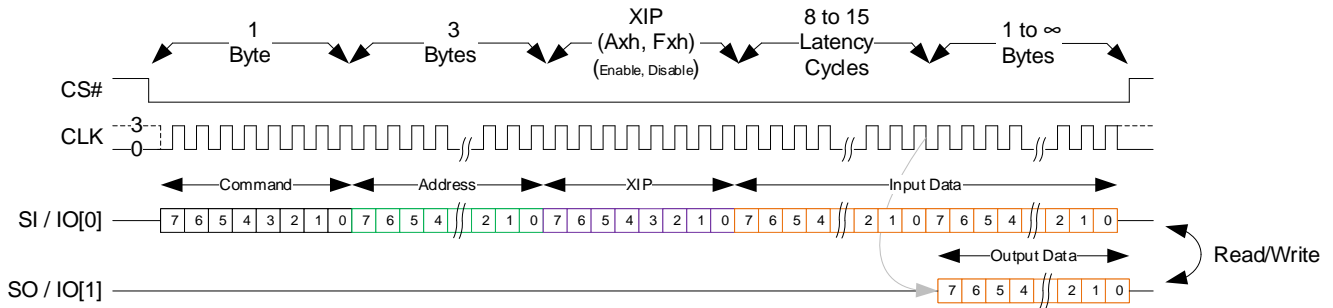 1
Byte
3
Bytes
XIP
(Axh, Fxh)
(Enable, Disable)
8 to 15
Latency
Cycles
1 to ∞
Bytes
CS#
CLK
3
0
Command Address XIP Input Data
SI / IO[0] 7 6 5 4 3 2 1 0 7 6 5 4 2 1 0 7 6 5 4 3 2 1 0 7 6 5 4 2 1 0 7 6 5 4 2 1 0
Output Data
Read/Write
SO / IO[1] 7 6 5 4 2 1 0